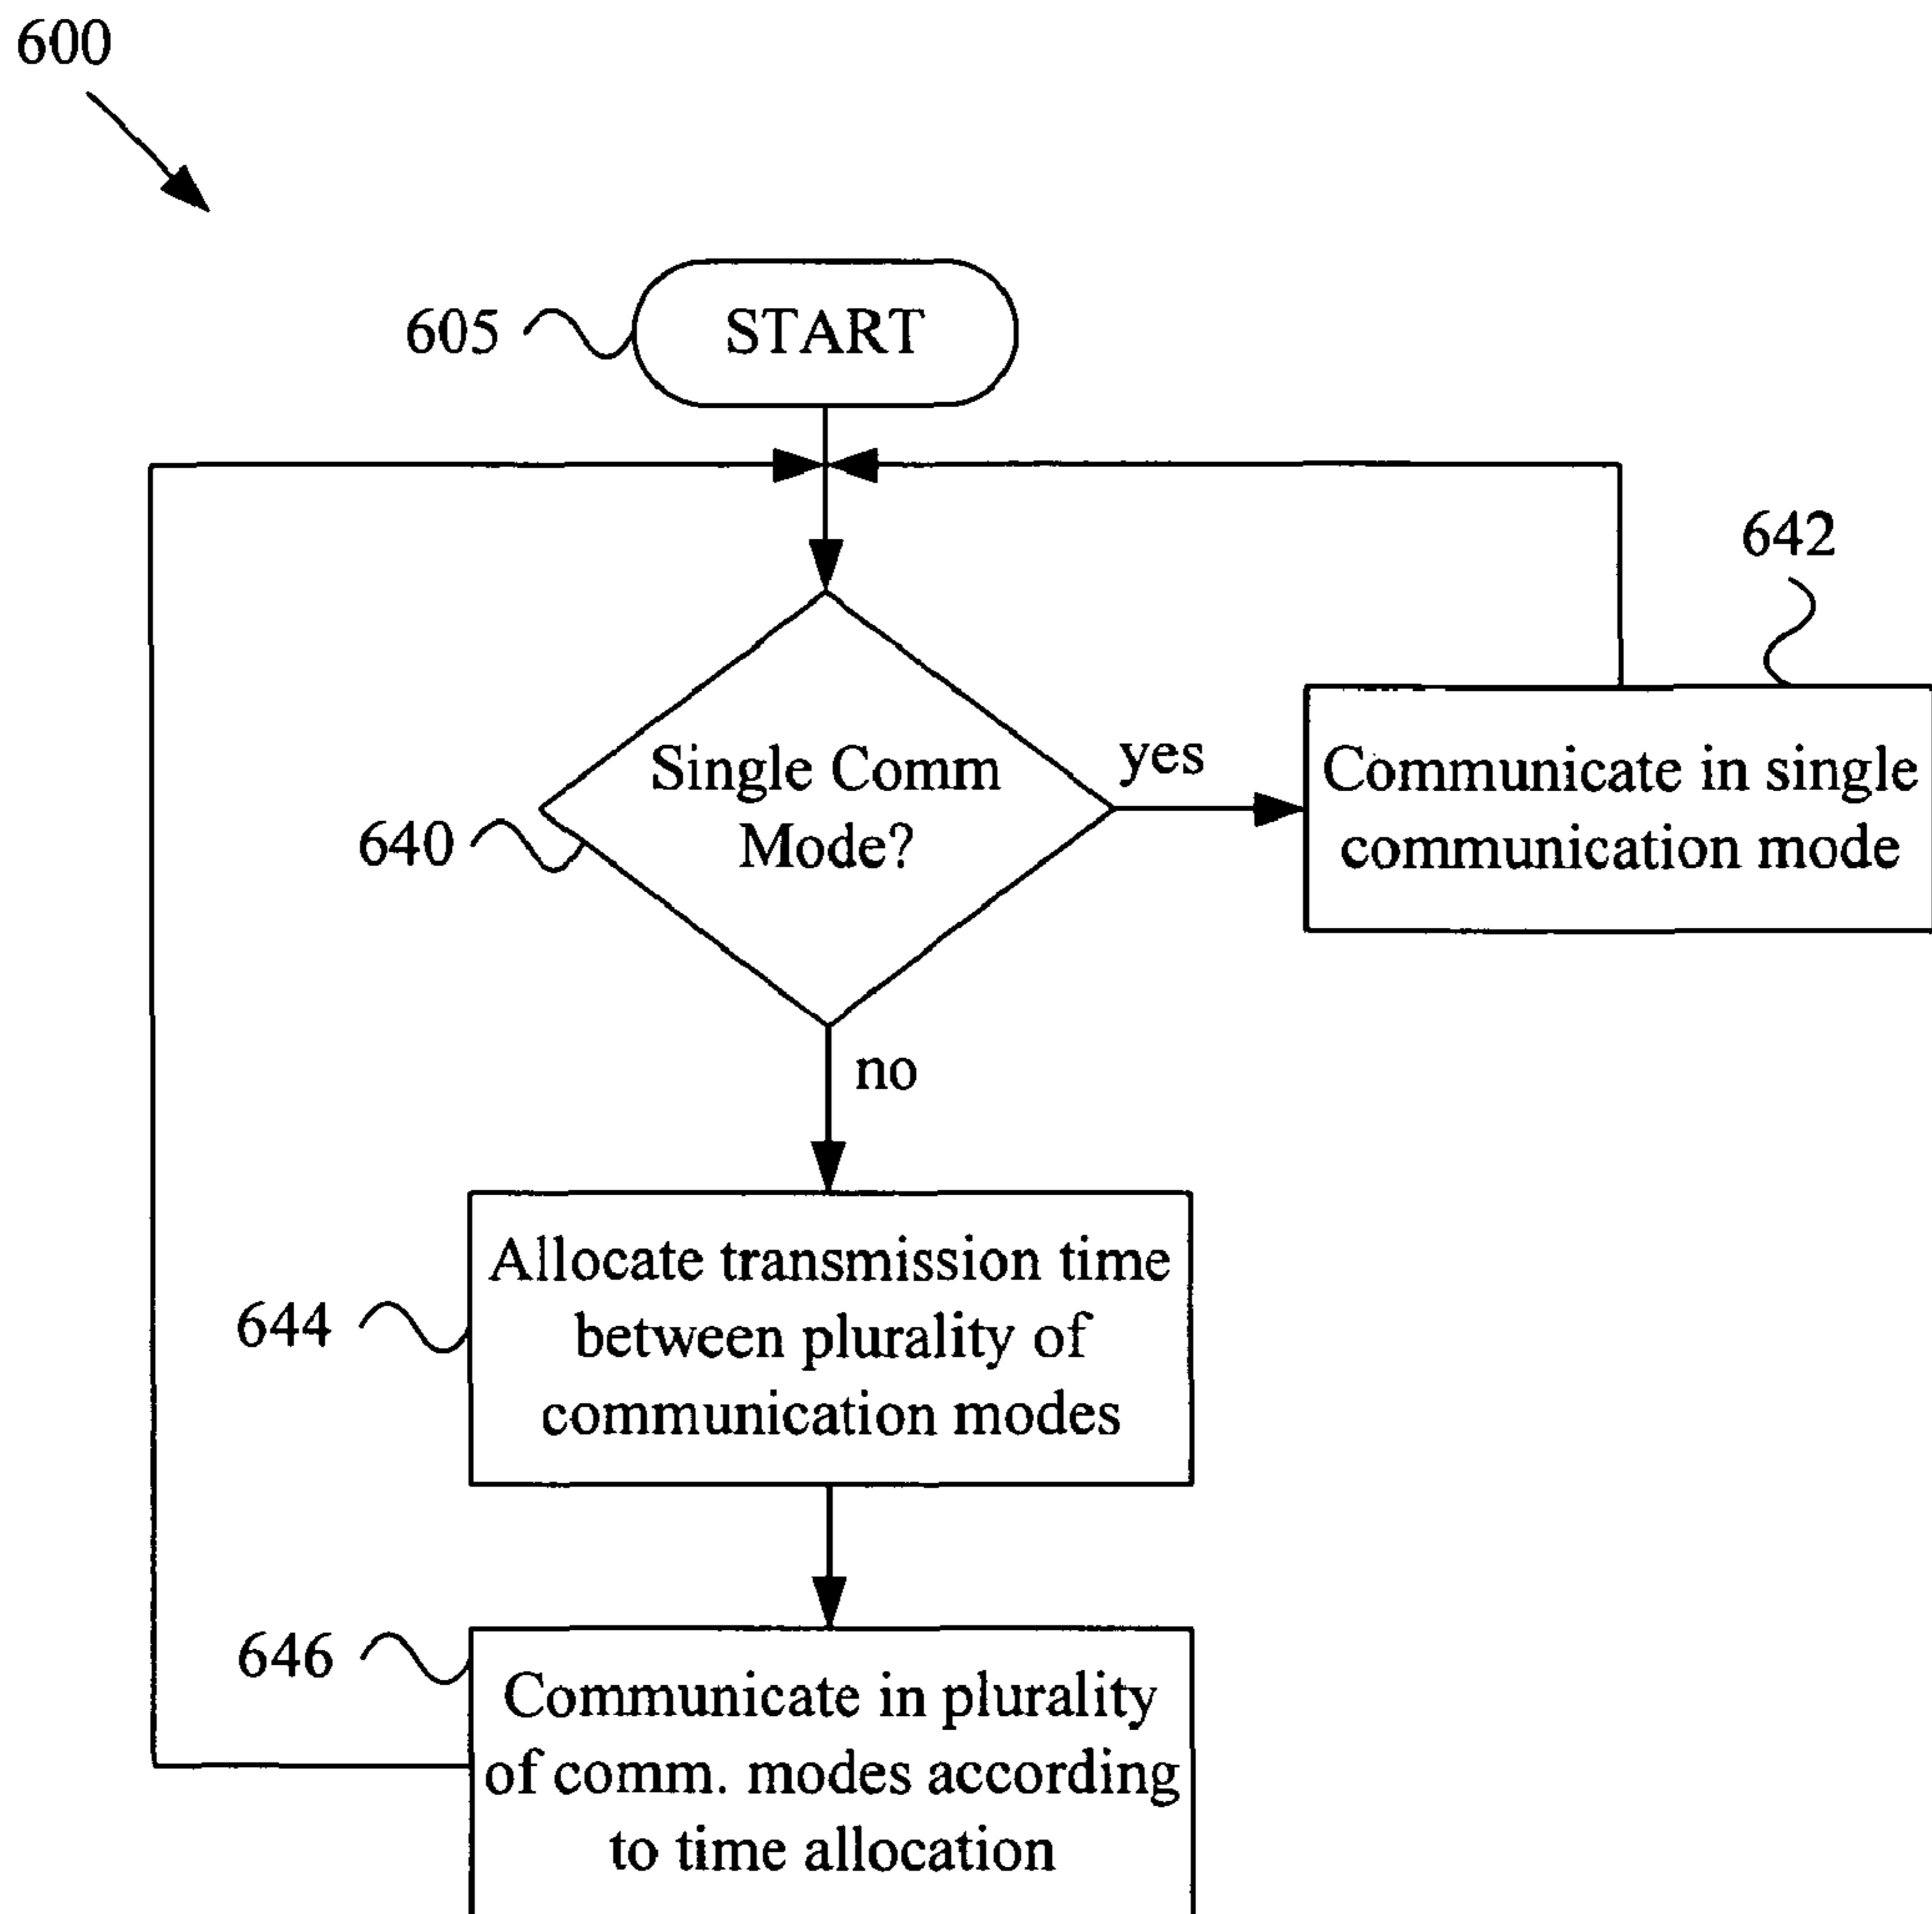 600
605
START
642
Single Comm
Mode?
640
yes
Communicate in single
communication mode
no
Allocate transmission time
between plurality of
communication modes
644
646
Communicate in plurality
of comm. modes according
to time allocation